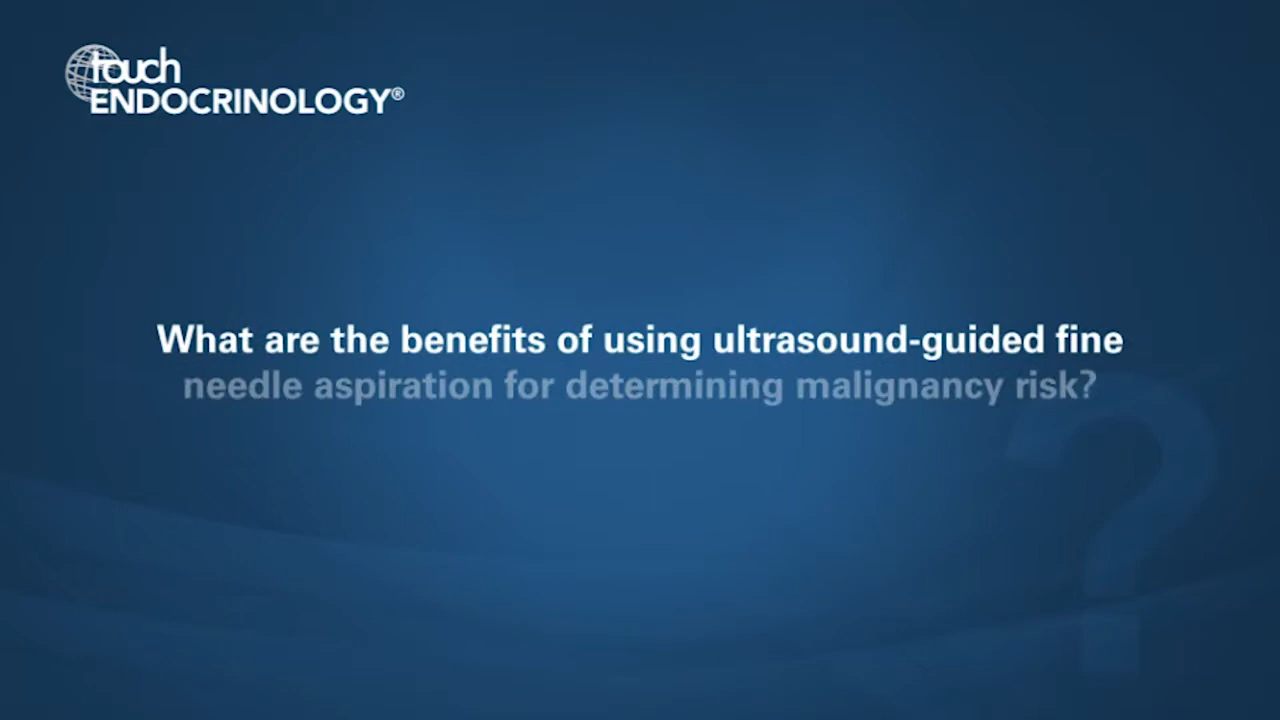 touch
ENDOCRINOLOGY®
What are the benefits of using ultrasound-guided fine
needle aspiration for determining malignancy risk?
?